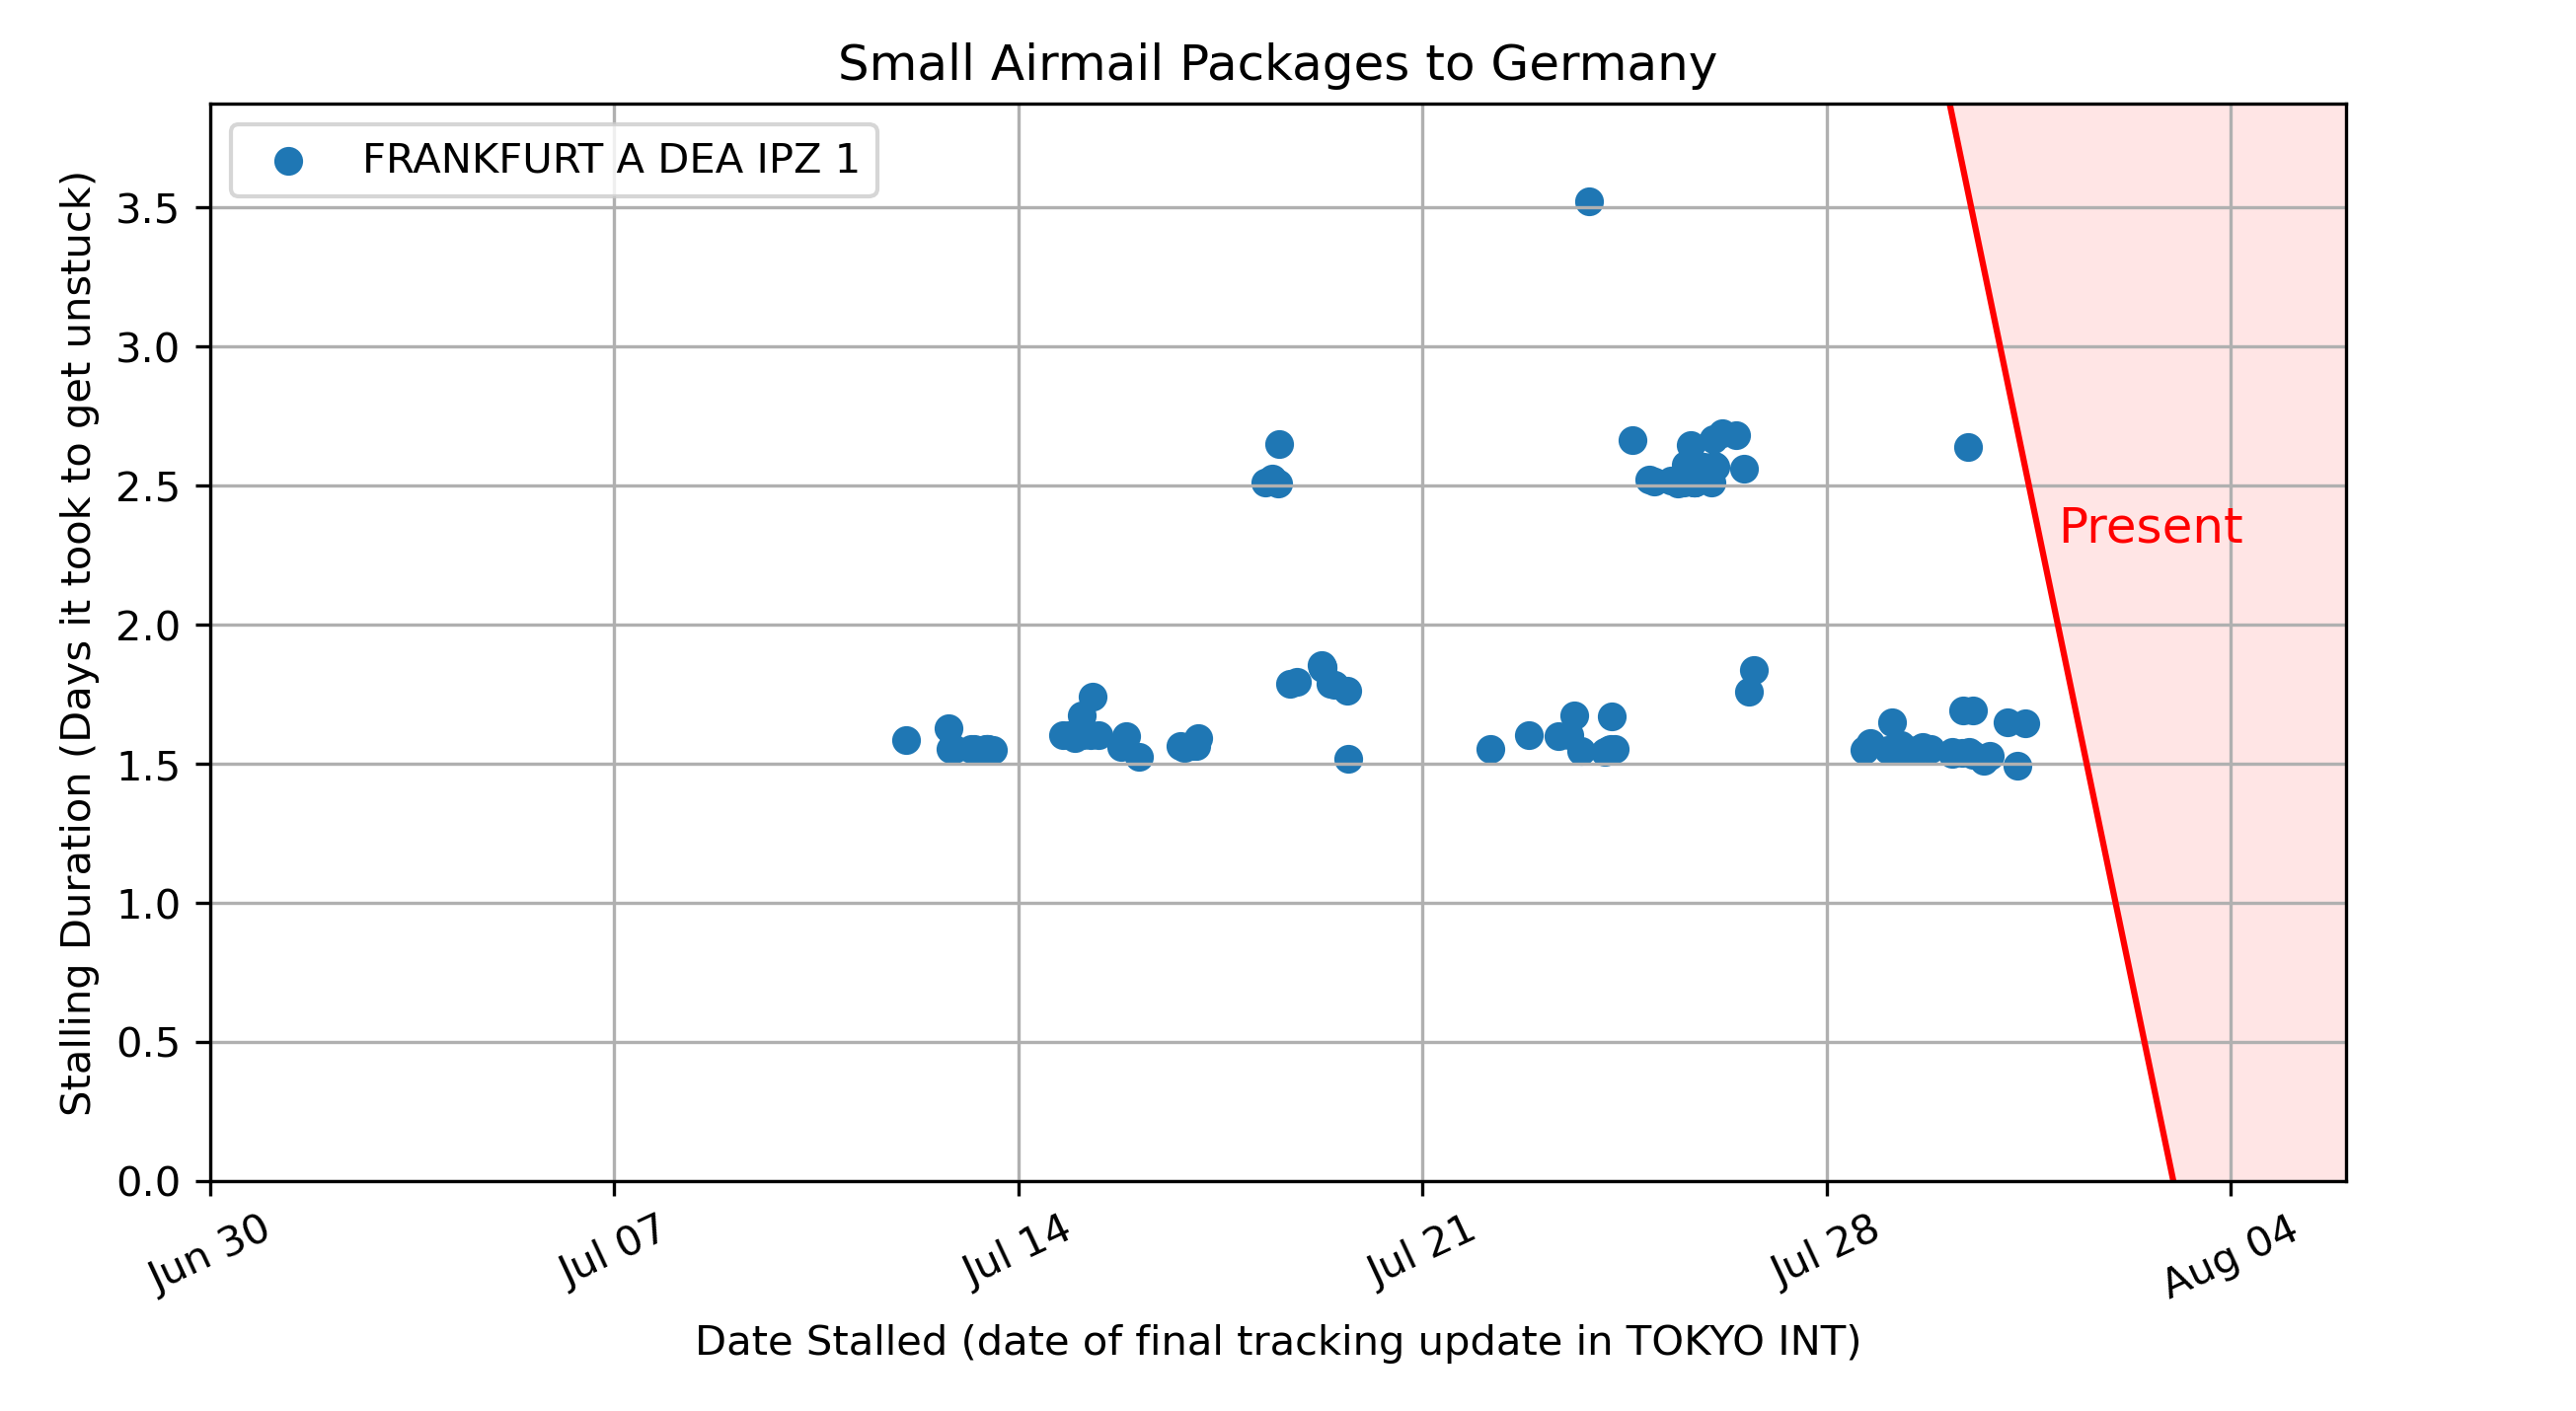 Small Airmail Packages to Germany
FRANKFURT A DEA IPZ 1
Stalling Duration (Days it took to get unstuck)
3.5
3.0
2.5
2.0
1.5
1.0
0.5
0.0
Present
Jun 30
Jul 07
Jul 14
Jul 21
Jul 28
Aug 04
Date Stalled (date of final tracking update in TOKYO INT)